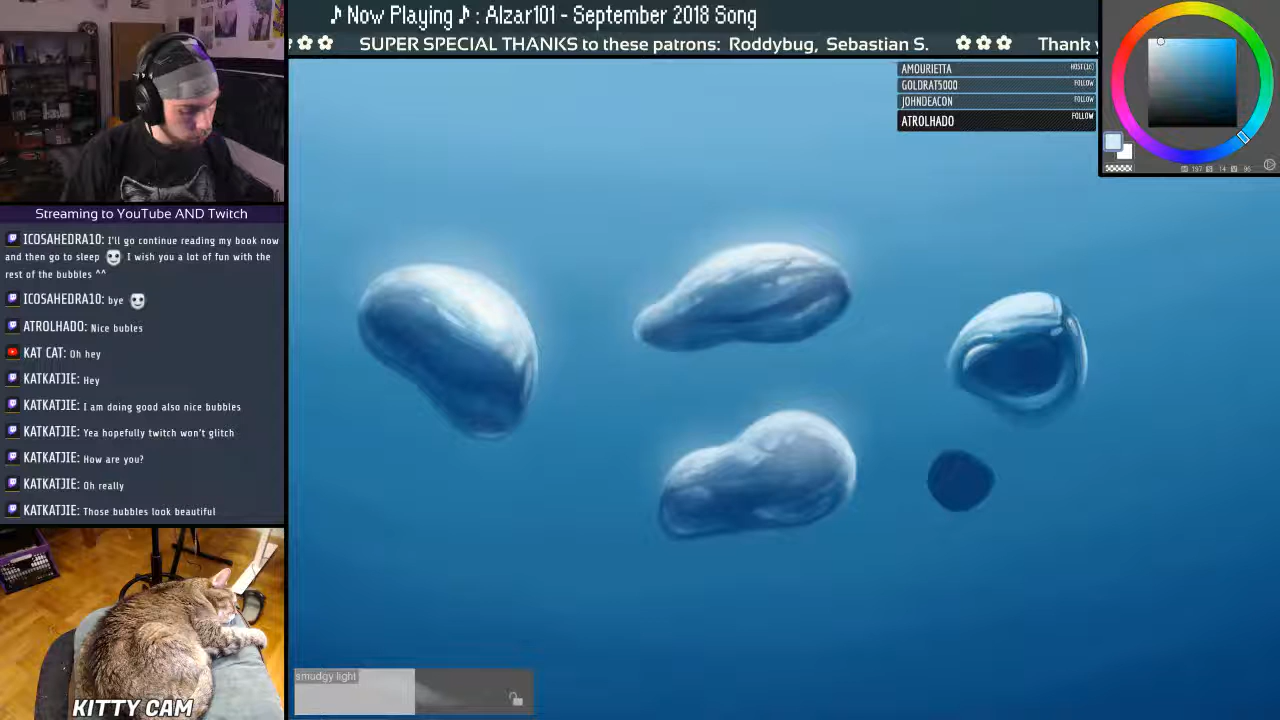 ♪ Now Playing ♪ : Alzar101 - September 2018 Song
SUPER SPECIAL THANKS to these patrons: Roddybug, Sebastian S. Thank
AMOURIETTA HOST(16)
GOLDRAT5000 FOLLOW
JOHNDEACON FOLLOW
ATROLHADO FOLLOW
Streaming to YouTube AND Twitch
ICOSAHEDRA10: I'll go continue reading my book now
and then go to sleep I wish you a lot of fun with the
rest of the bubbles ^^
ICOSAHEDRA10: bye
ATROLHADO: Nice bubles
KAT CAT: Oh hey
KATKATJIE: Hey
KATKATJIE: I am doing good also nice bubbles
KATKATJIE: Yea hopefully twitch won't glitch
KATKATJIE: How are you?
KATKATJIE: Oh really
KATKATJIE: Those bubbles look beautiful
smudgy light
KITTY CAM